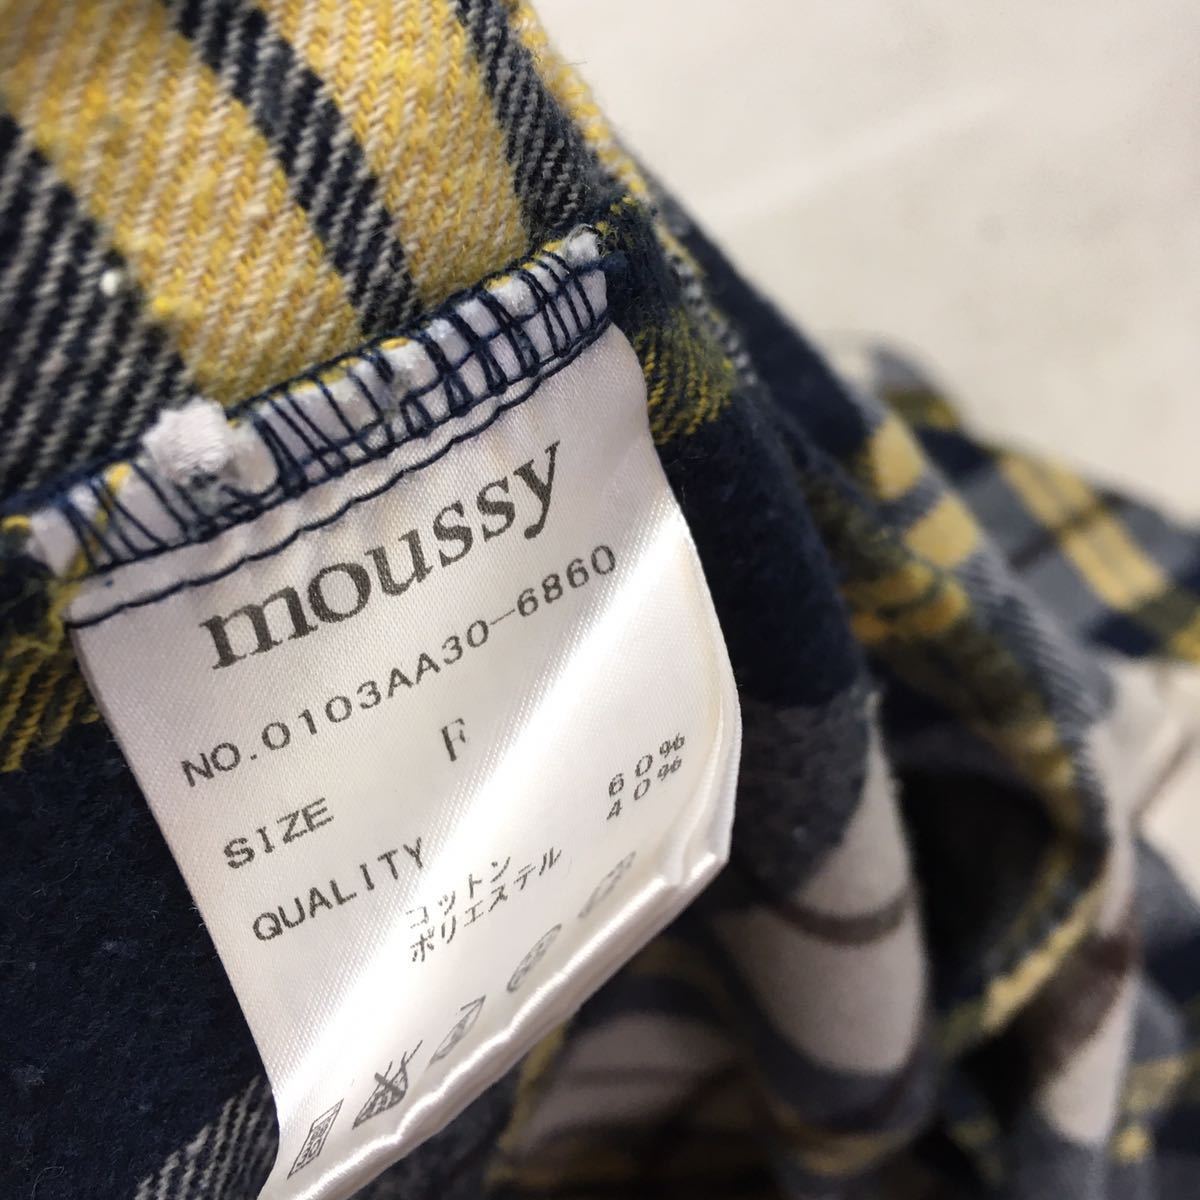 moussy
NO.0103AA30-6860
SIZE F
QUALITY
コットン 60%
ポリエステル 40%